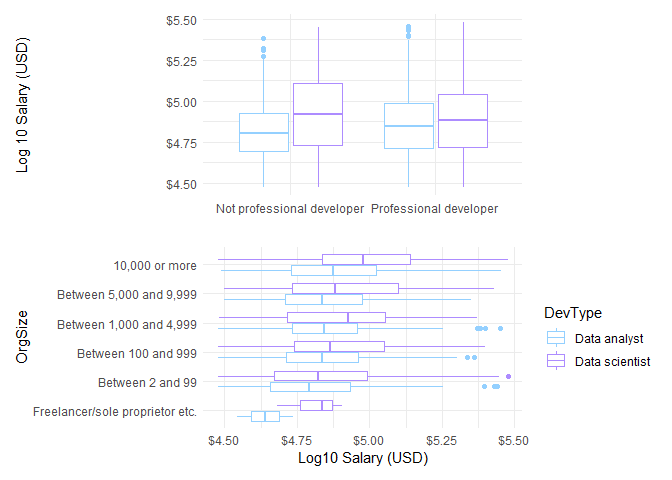 Log 10 Salary (USD)
$5.50
$5.25
$5.00
$4.75
$4.50
Not professional developer
Professional developer
OrgSize
10,000 or more
Between 5,000 and 9,999
Between 1,000 and 4,999
Between 100 and 999
Between 2 and 99
Freelancer/sole proprietor etc.
$4.50
$4.75
$5.00
$5.25
$5.50
Log10 Salary (USD)
DevType
Data analyst
Data scientist